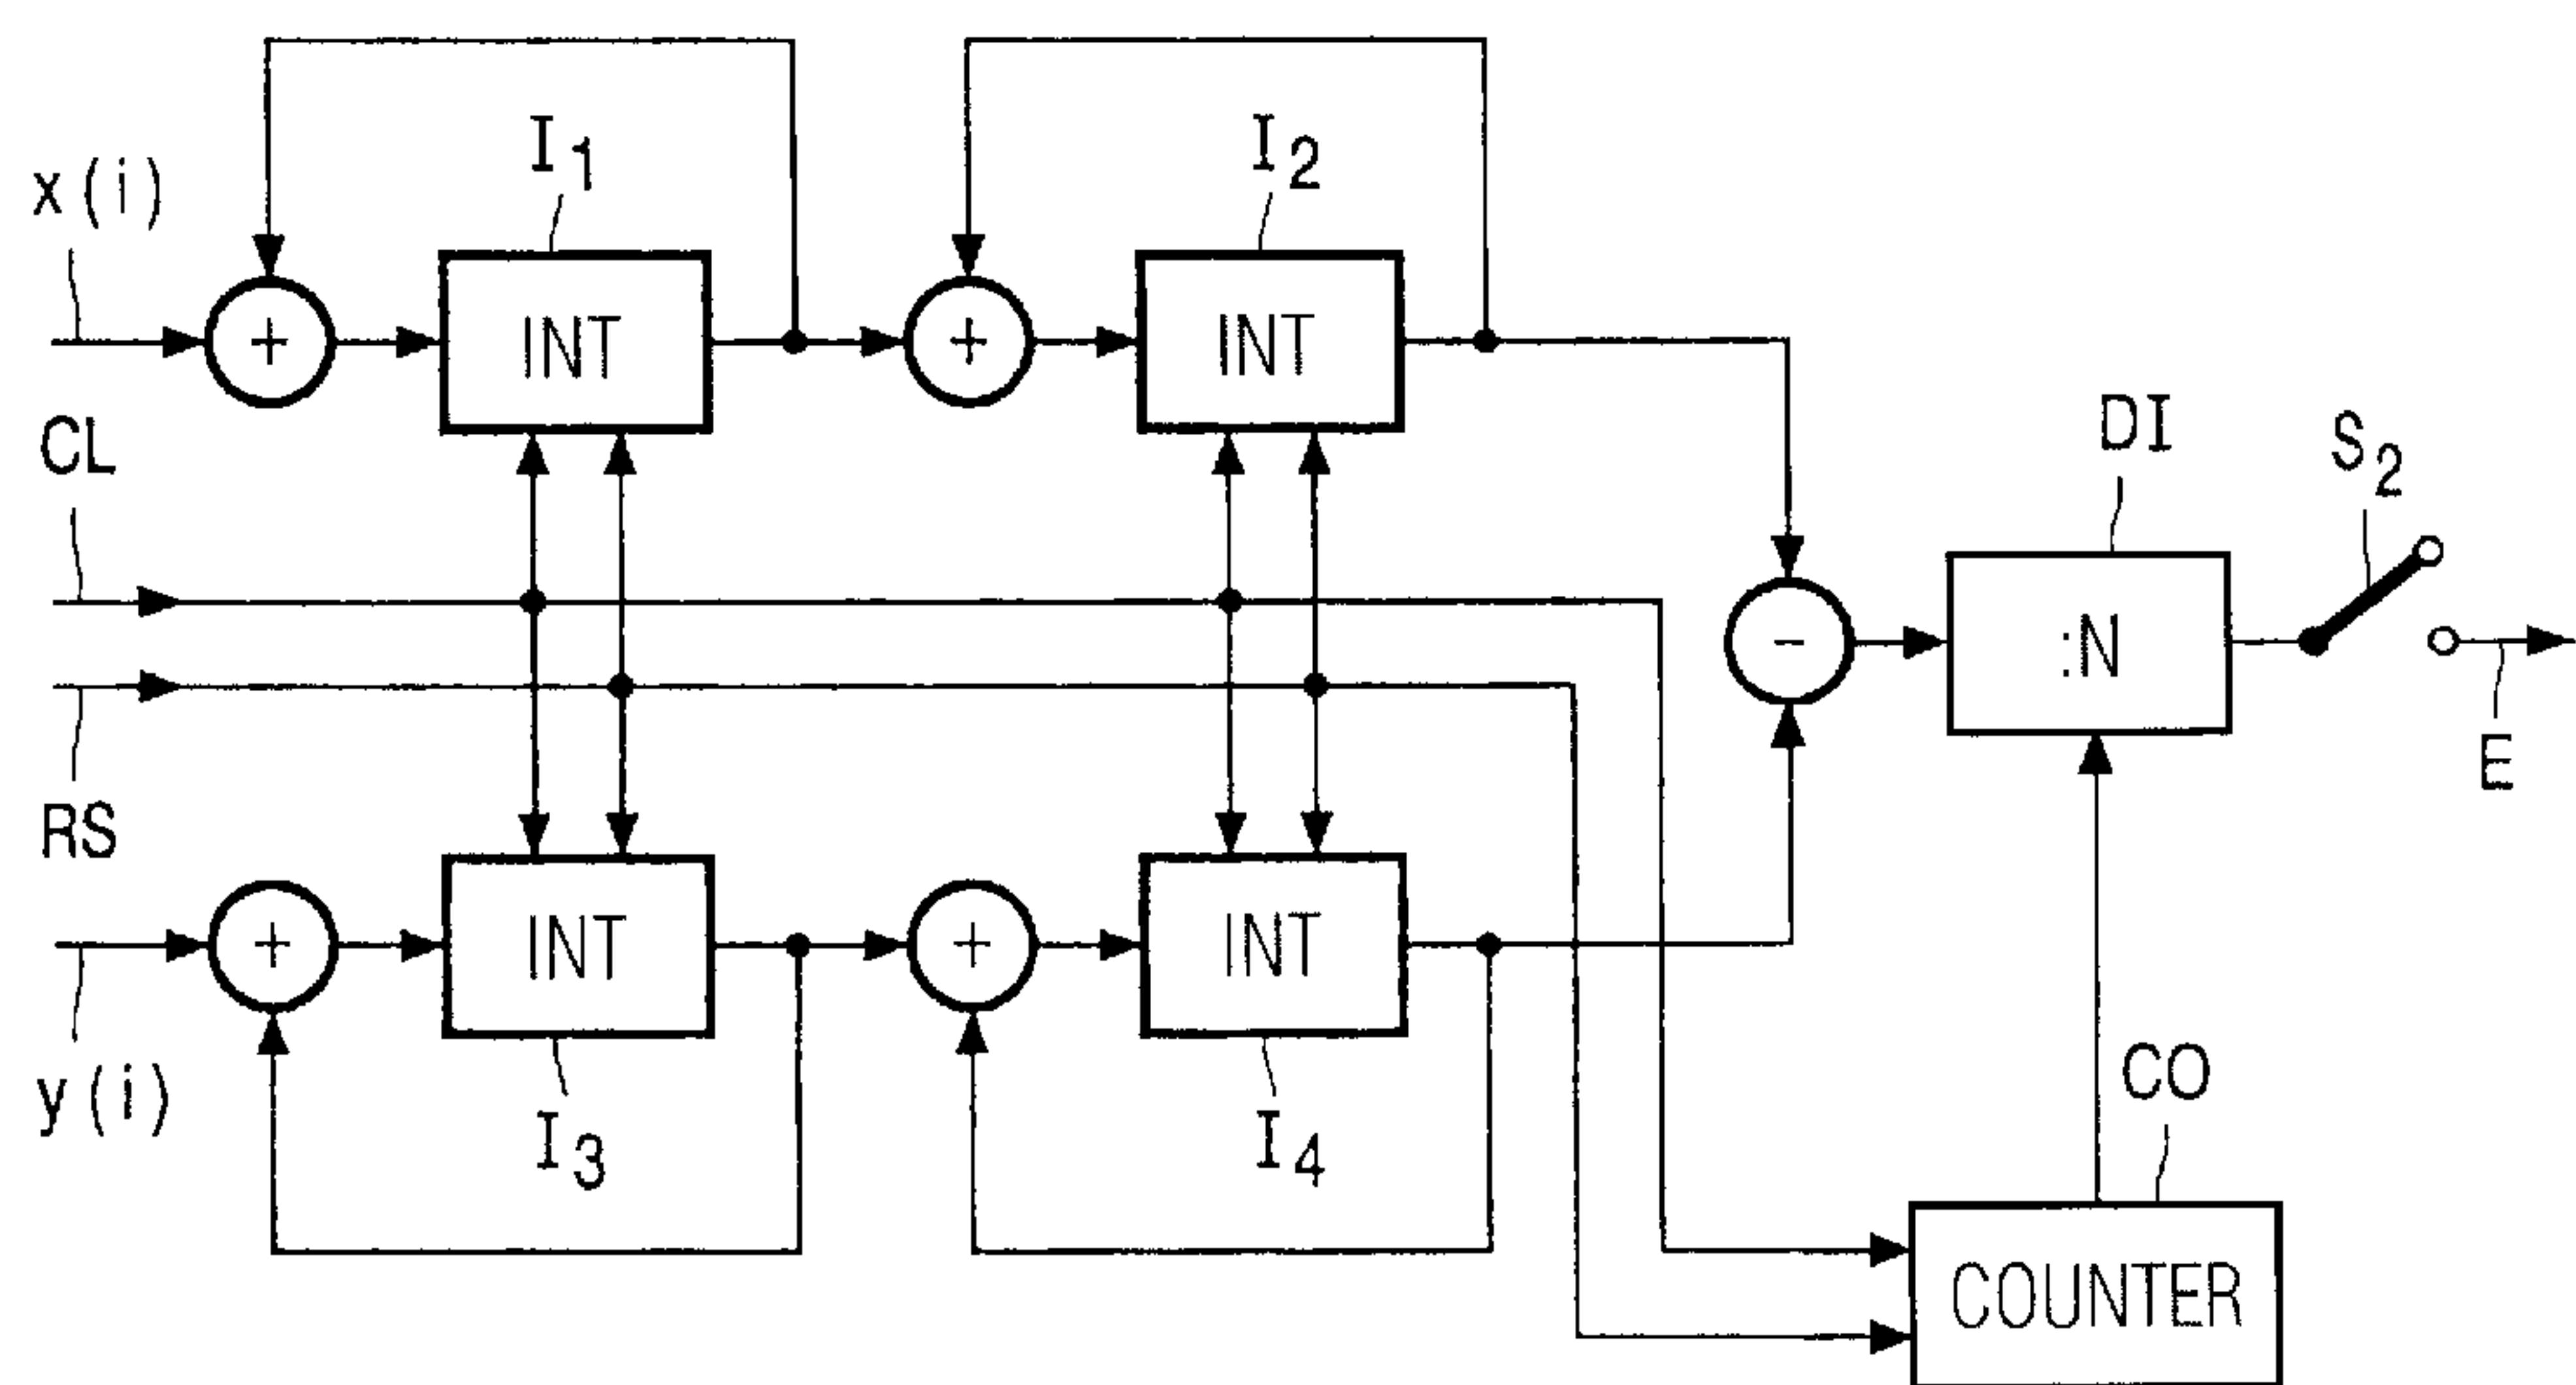 I1
I2
x(i)
+
INT
+
INT
CL
DI
S2
-
:N
RS
E
+
INT
+
INT
y(i)
I3
I4
CO
COUNTER